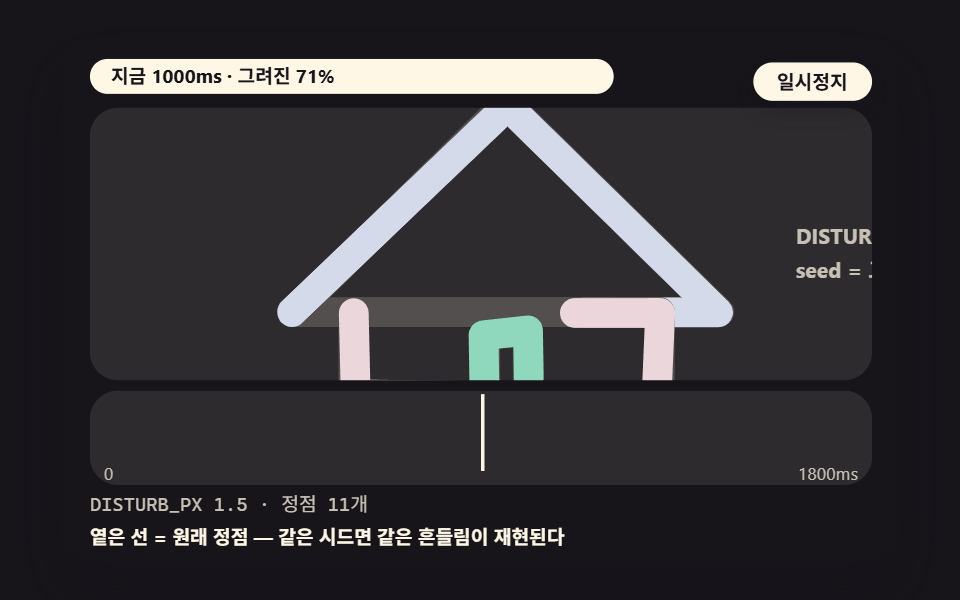 지금 1000ms · 그려진 71%
일시정지
DISTUR
seed =
0
1800ms
DISTURB_PX 1.5 · 정점 11개
옅은 선 = 원래 정점 — 같은 시드면 같은 흔들림이 재현된다